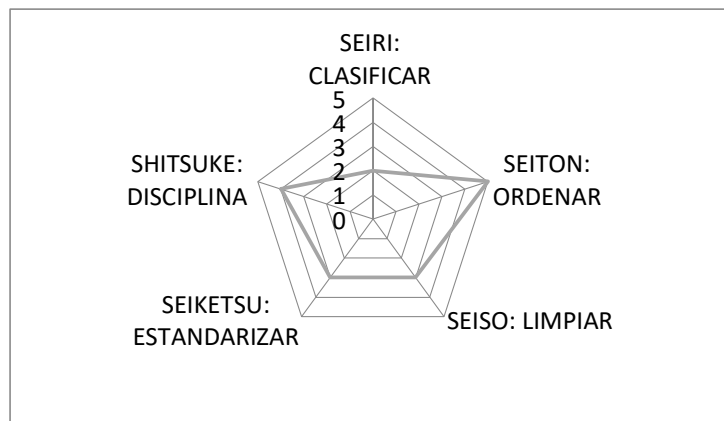 SEIRI:
CLASIFICAR
5
4
3
2
1
0
SEITON:
ORDENAR
SEISO: LIMPIAR
SEIKETSU:
ESTANDARIZAR
SHITSUKE:
DISCIPLINA